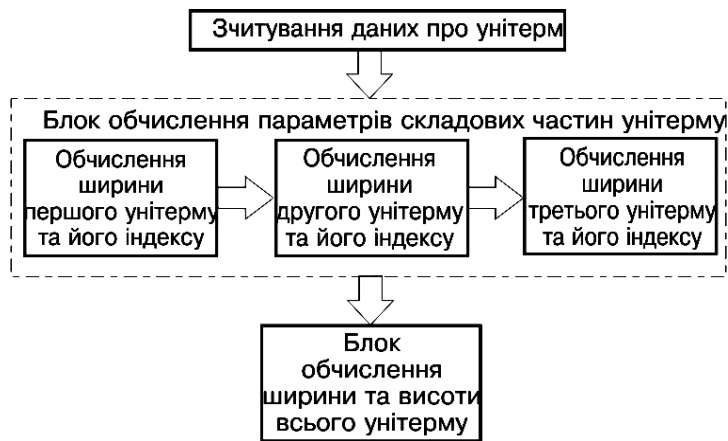 Зчитування даних про унітерм
Блок обчислення параметрів складових частин унітерму
Обчислення
ширини
першого унітерму
та його індексу
Обчислення
ширини
другого унітерму
та його індексу
Обчислення
ширини
третього унітерму
та його індексу
Блок
обчислення
ширини та висоти
всього унітерму